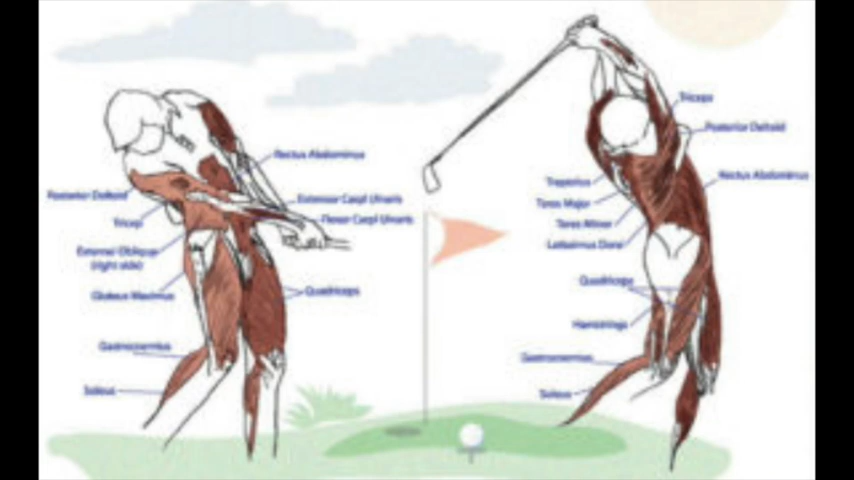 Rectus Abdominus
Extensor Carpi Ulnaris
Flexor Carpi Ulnaris
Posterior Deltoid
Tricep
External Oblique
(right side)
Gluteus Maximus
Quadriceps
Gastrocnemius
Soleus
Triceps
Posterior Deltoid
Rectus Abdominus
Trapezius
Teres Major
Teres Minor
Latissimus Dorsi
Quadriceps
Hamstrings
Gastrocnemius
Soleus